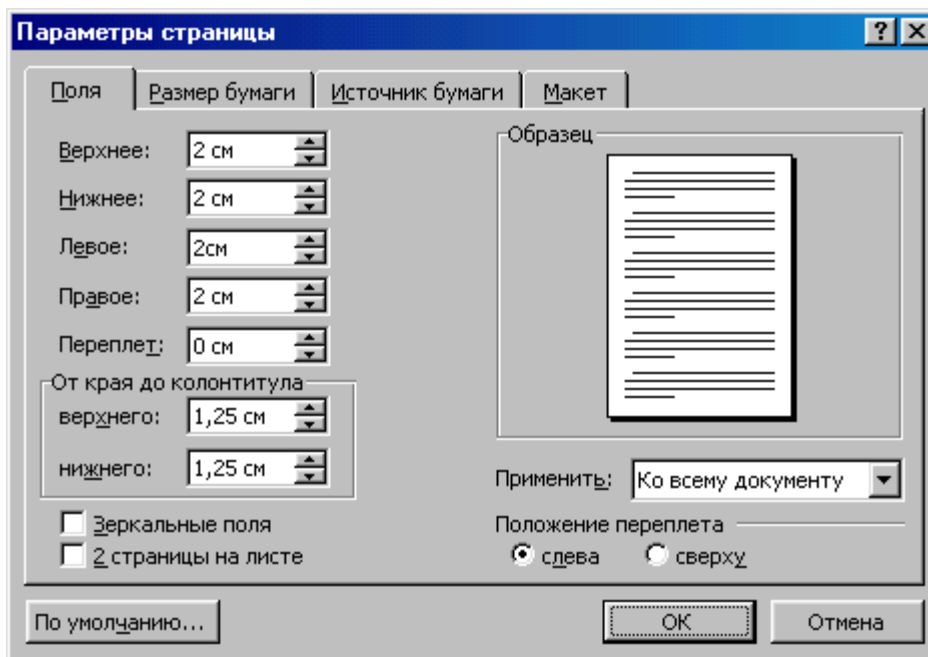 Параметры страницы
Поля Размер бумаги Источник бумаги Макет
Верхнее: 2 см
Нижнее: 2 см
Левое: 2см
Правое: 2 см
Переплет: 0 см
От края до колонтитула
верхнего: 1,25 см
нижнего: 1,25 см
Зеркальные поля
2 страницы на листе
Образец
Применить: Ко всему документу
Положение переплета
слева сверху
По умолчанию... ОК Отмена